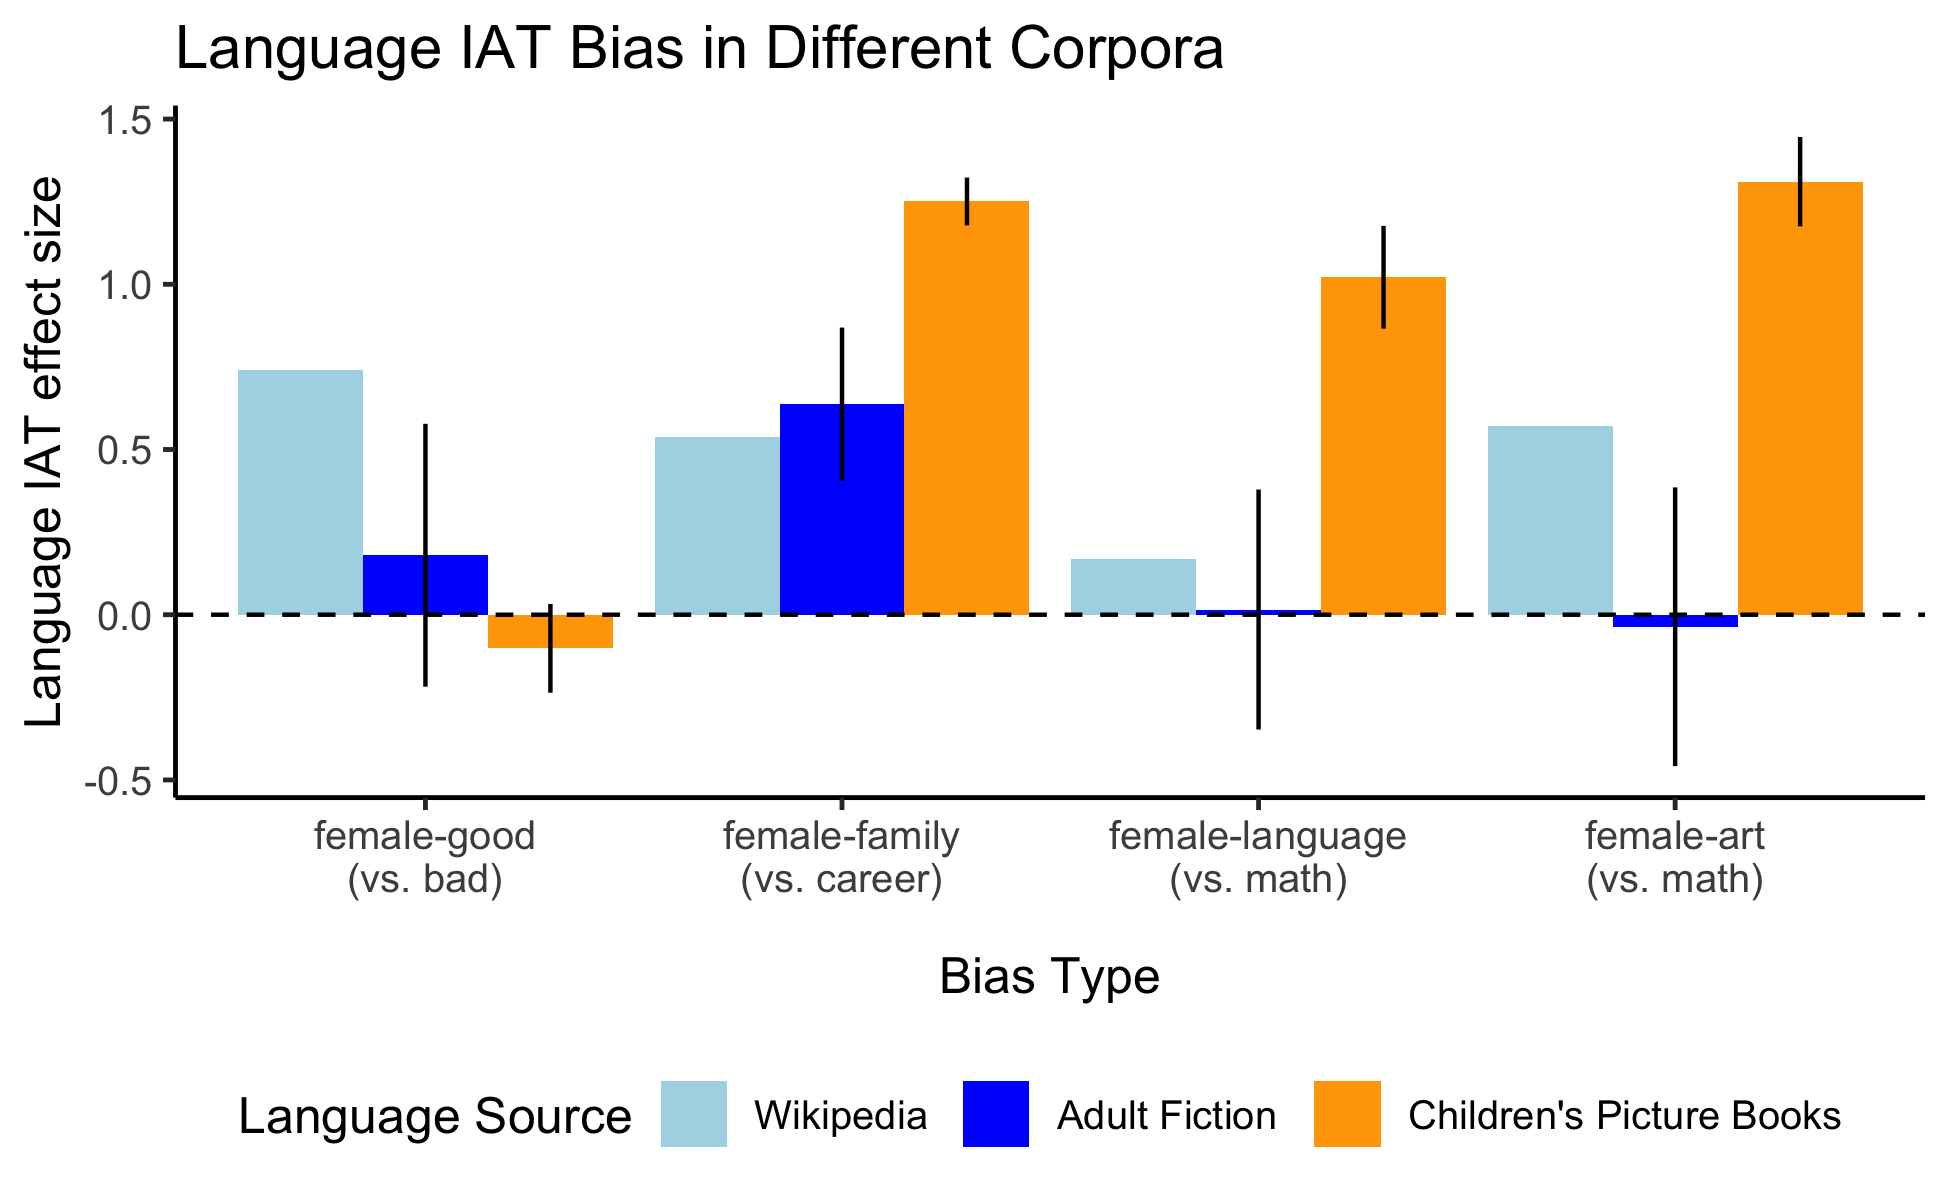 Language IAT Bias in Different Corpora
Language IAT effect size
1.5
1.0
0.5
0.0
-0.5
female-good
(vs. bad)
female-family
(vs. career)
female-language
(vs. math)
female-art
(vs. math)
Bias Type
Language Source
Wikipedia
Adult Fiction
Children's Picture Books